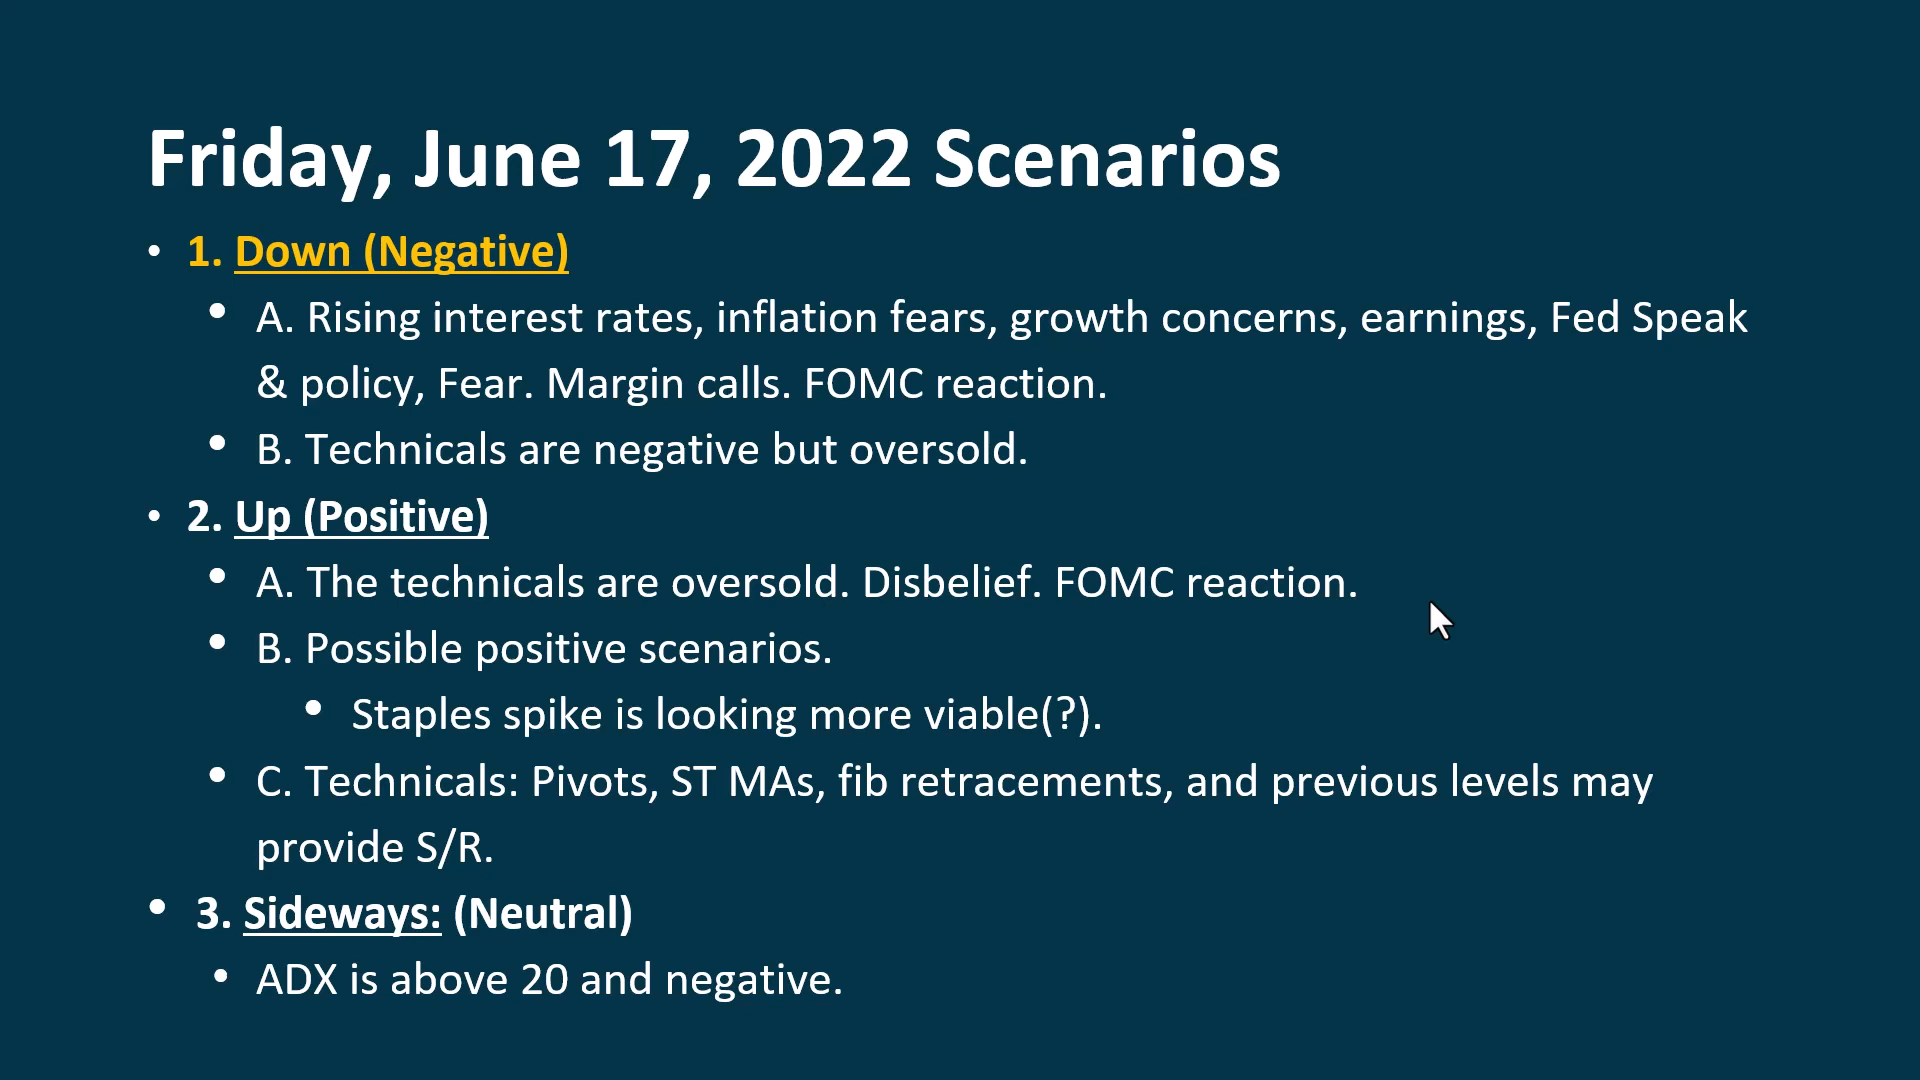 Friday, June 17, 2022 Scenarios
• 1. Down (Negative)
• A. Rising interest rates, inflation fears, growth concerns, earnings, Fed Speak
& policy, Fear. Margin calls. FOMC reaction.
• B. Technicals are negative but oversold.
• 2. Up (Positive)
• A. The technicals are oversold. Disbelief. FOMC reaction.
• B. Possible positive scenarios.
• Staples spike is looking more viable(?).
• C. Technicals: Pivots, ST MAs, fib retracements, and previous levels may
provide S/R.
• 3. Sideways: (Neutral)
• ADX is above 20 and negative.